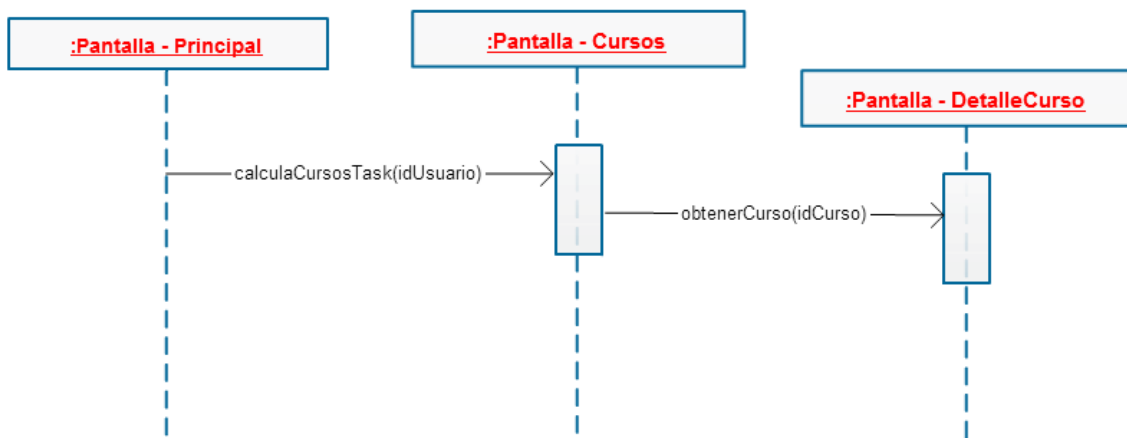 :Pantalla - Principal
:Pantalla - Cursos
:Pantalla - DetalleCurso
calculaCursosTask(idUsuario)
obtenerCurso(idCurso)